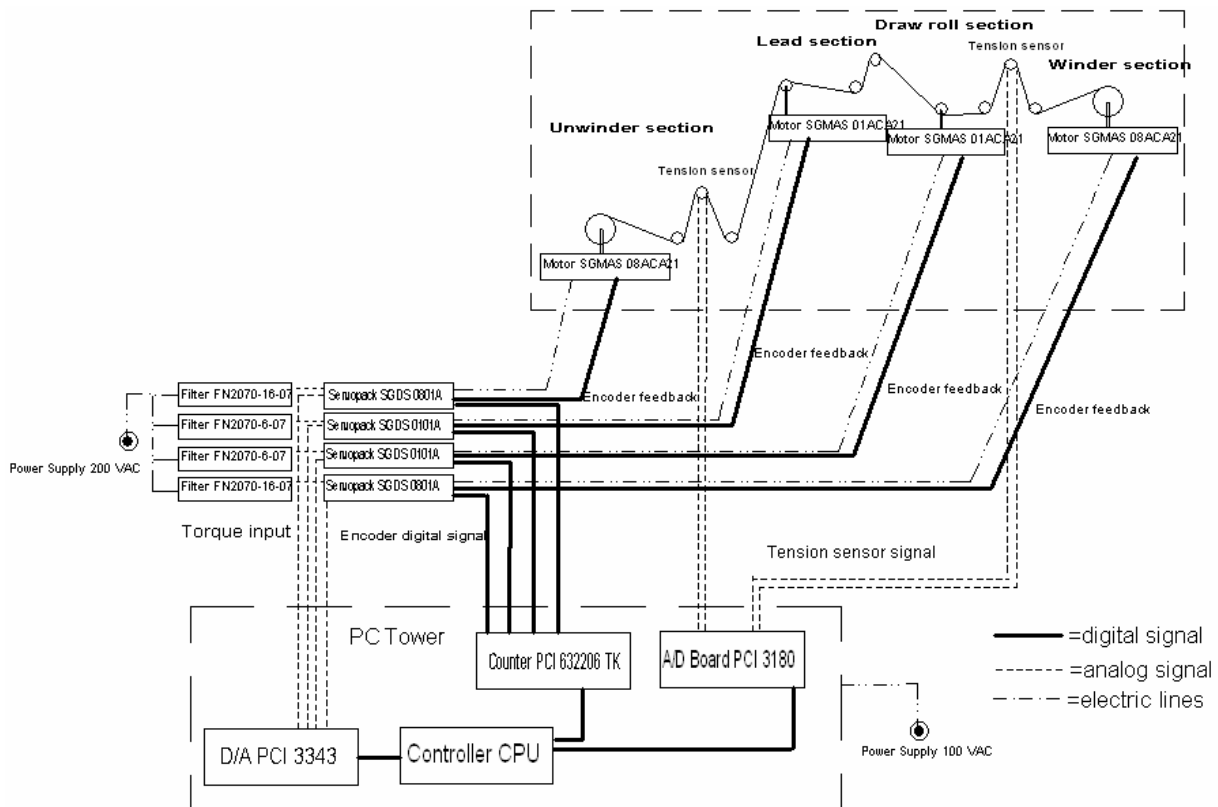 Draw roll section
Lead section
Tension sensor
Winder section
Unwinder section
Motor SGMAS 01ACA21
Motor SGMAS 01ACA21
Motor SGMAS 08ACA21
Tension sensor
Motor SGMAS 08ACA21
Encoder feedback
Encoder feedback
Encoder feedback
Encoder feedback
Filter FN2070-16-07
Servopack SGDS 0801A
Filter FN2070-6-07
Servopack SGDS 0101A
Filter FN2070-6-07
Servopack SGDS 0101A
Filter FN2070-16-07
Servopack SGDS 0801A
Power Supply 200 VAC
Torque input
Encoder digital signal
Tension sensor signal
PC Tower
Counter PCI 632206 TK
A/D Board PCI 3180
D/A PCI 3343
Controller CPU
Power Supply 100 VAC
=digital signal
=analog signal
=electric lines